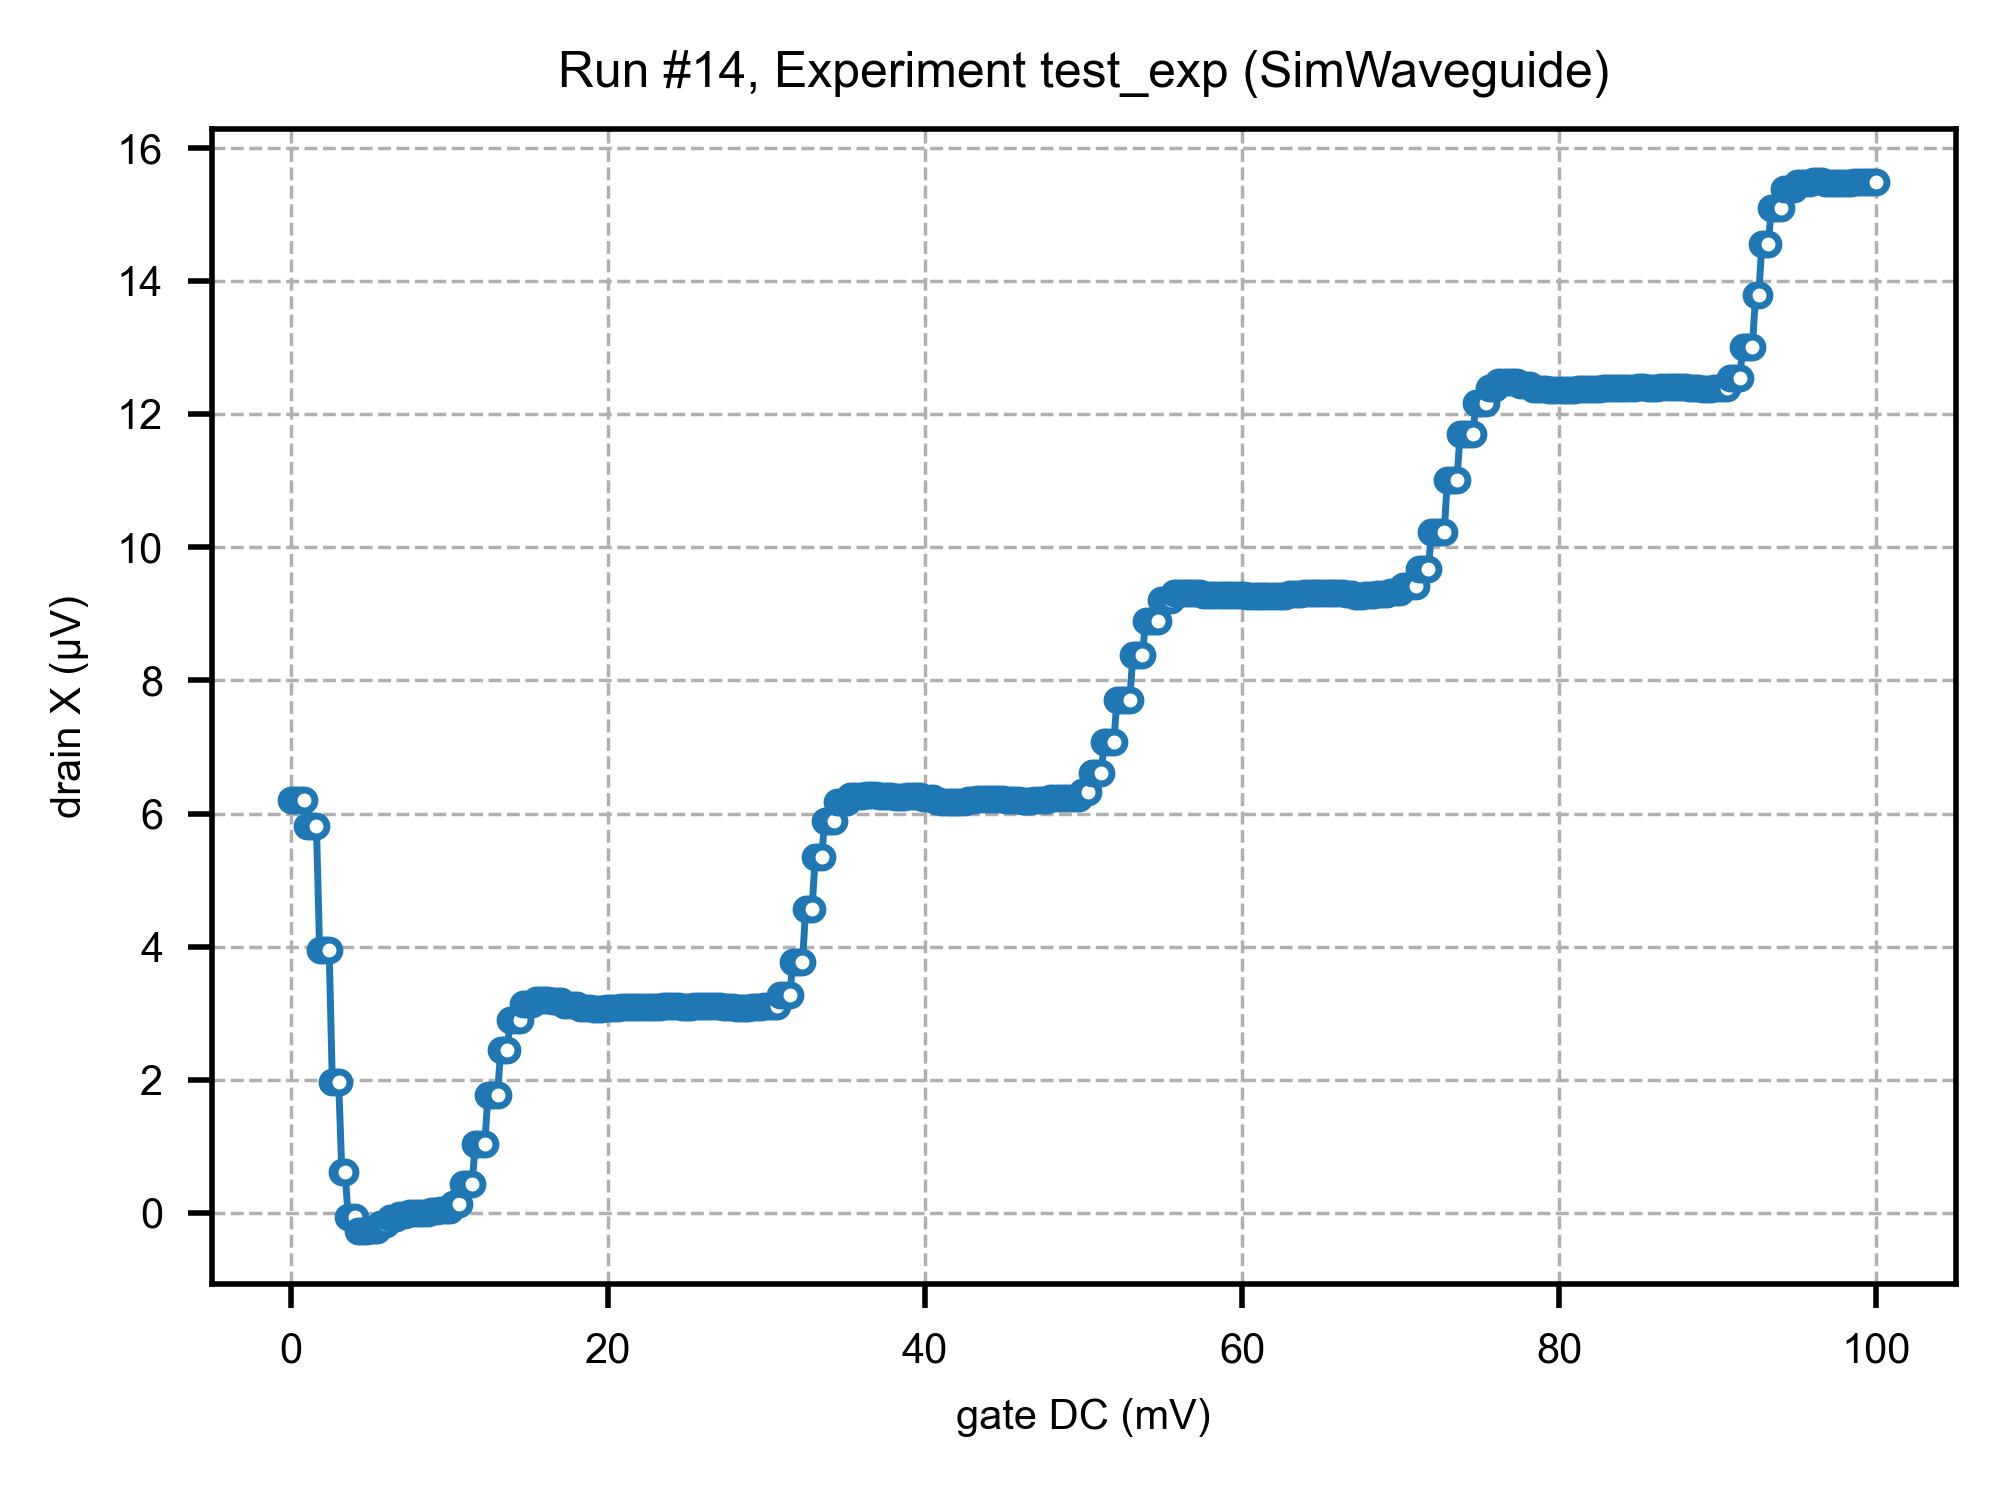 Run #14, Experiment test_exp (SimWaveguide)
16
14
12
10
8
6
4
2
0
drain X (μV)
0 20 40 60 80 100
gate DC (mV)